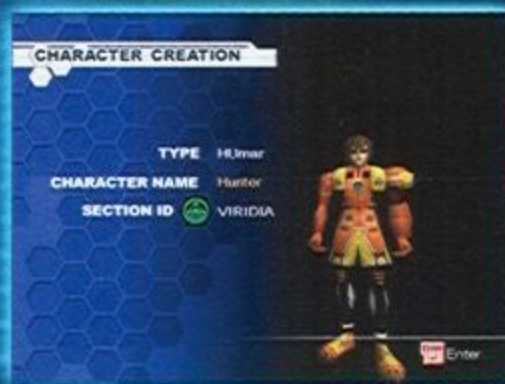 CHARACTER CREATION
TYPE HUmar
CHARACTER NAME Hunter
SECTION ID VIRIDIA
Enter